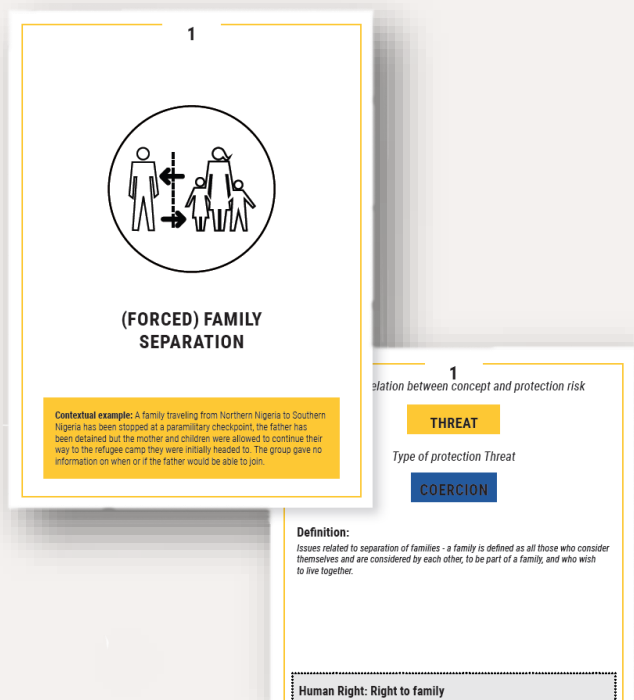 1
(FORCED) FAMILY
SEPARATION
Contextual example: A family traveling from Northern Nigeria to Southern
Nigeria has been stopped at a paramilitary checkpoint, the father has
been detained but the mother and children were allowed to continue their
way to the refugee camp they were initially headed to. The group gave no
information on when or if the father would be able to join.
1
elation between concept and protection risk
THREAT
Type of protection Threat
COERCION
Definition:
Issues related to separation of families - a family is defined as all those who consider
themselves and are considered by each other, to be part of a family, and who wish
to live together.
Human Right: Right to family